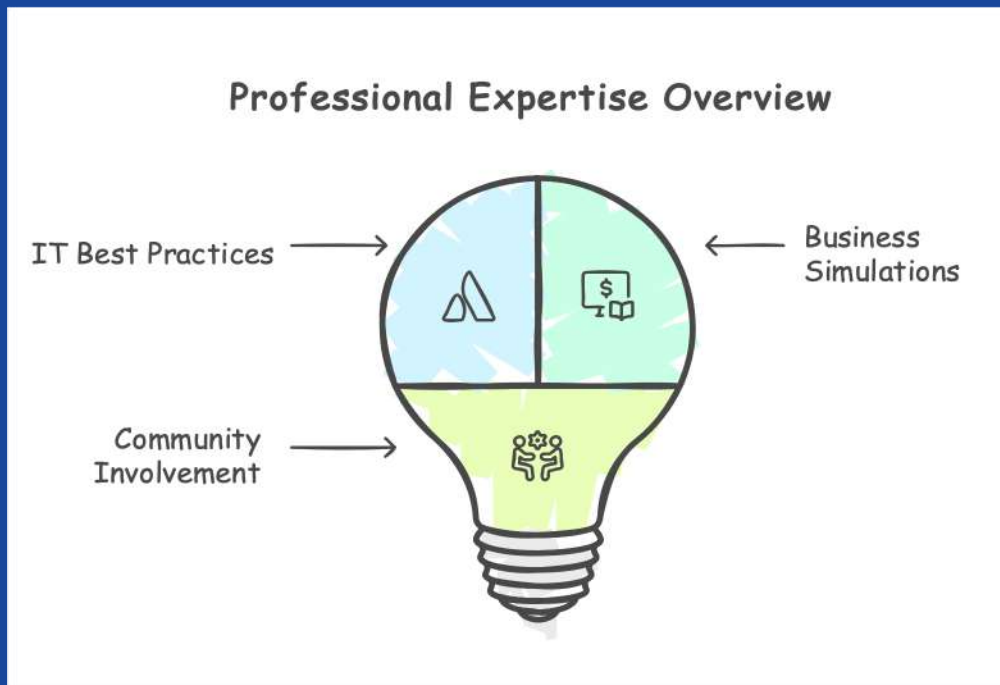 Professional Expertise Overview
IT Best Practices
Business
Simulations
$
Community
Involvement